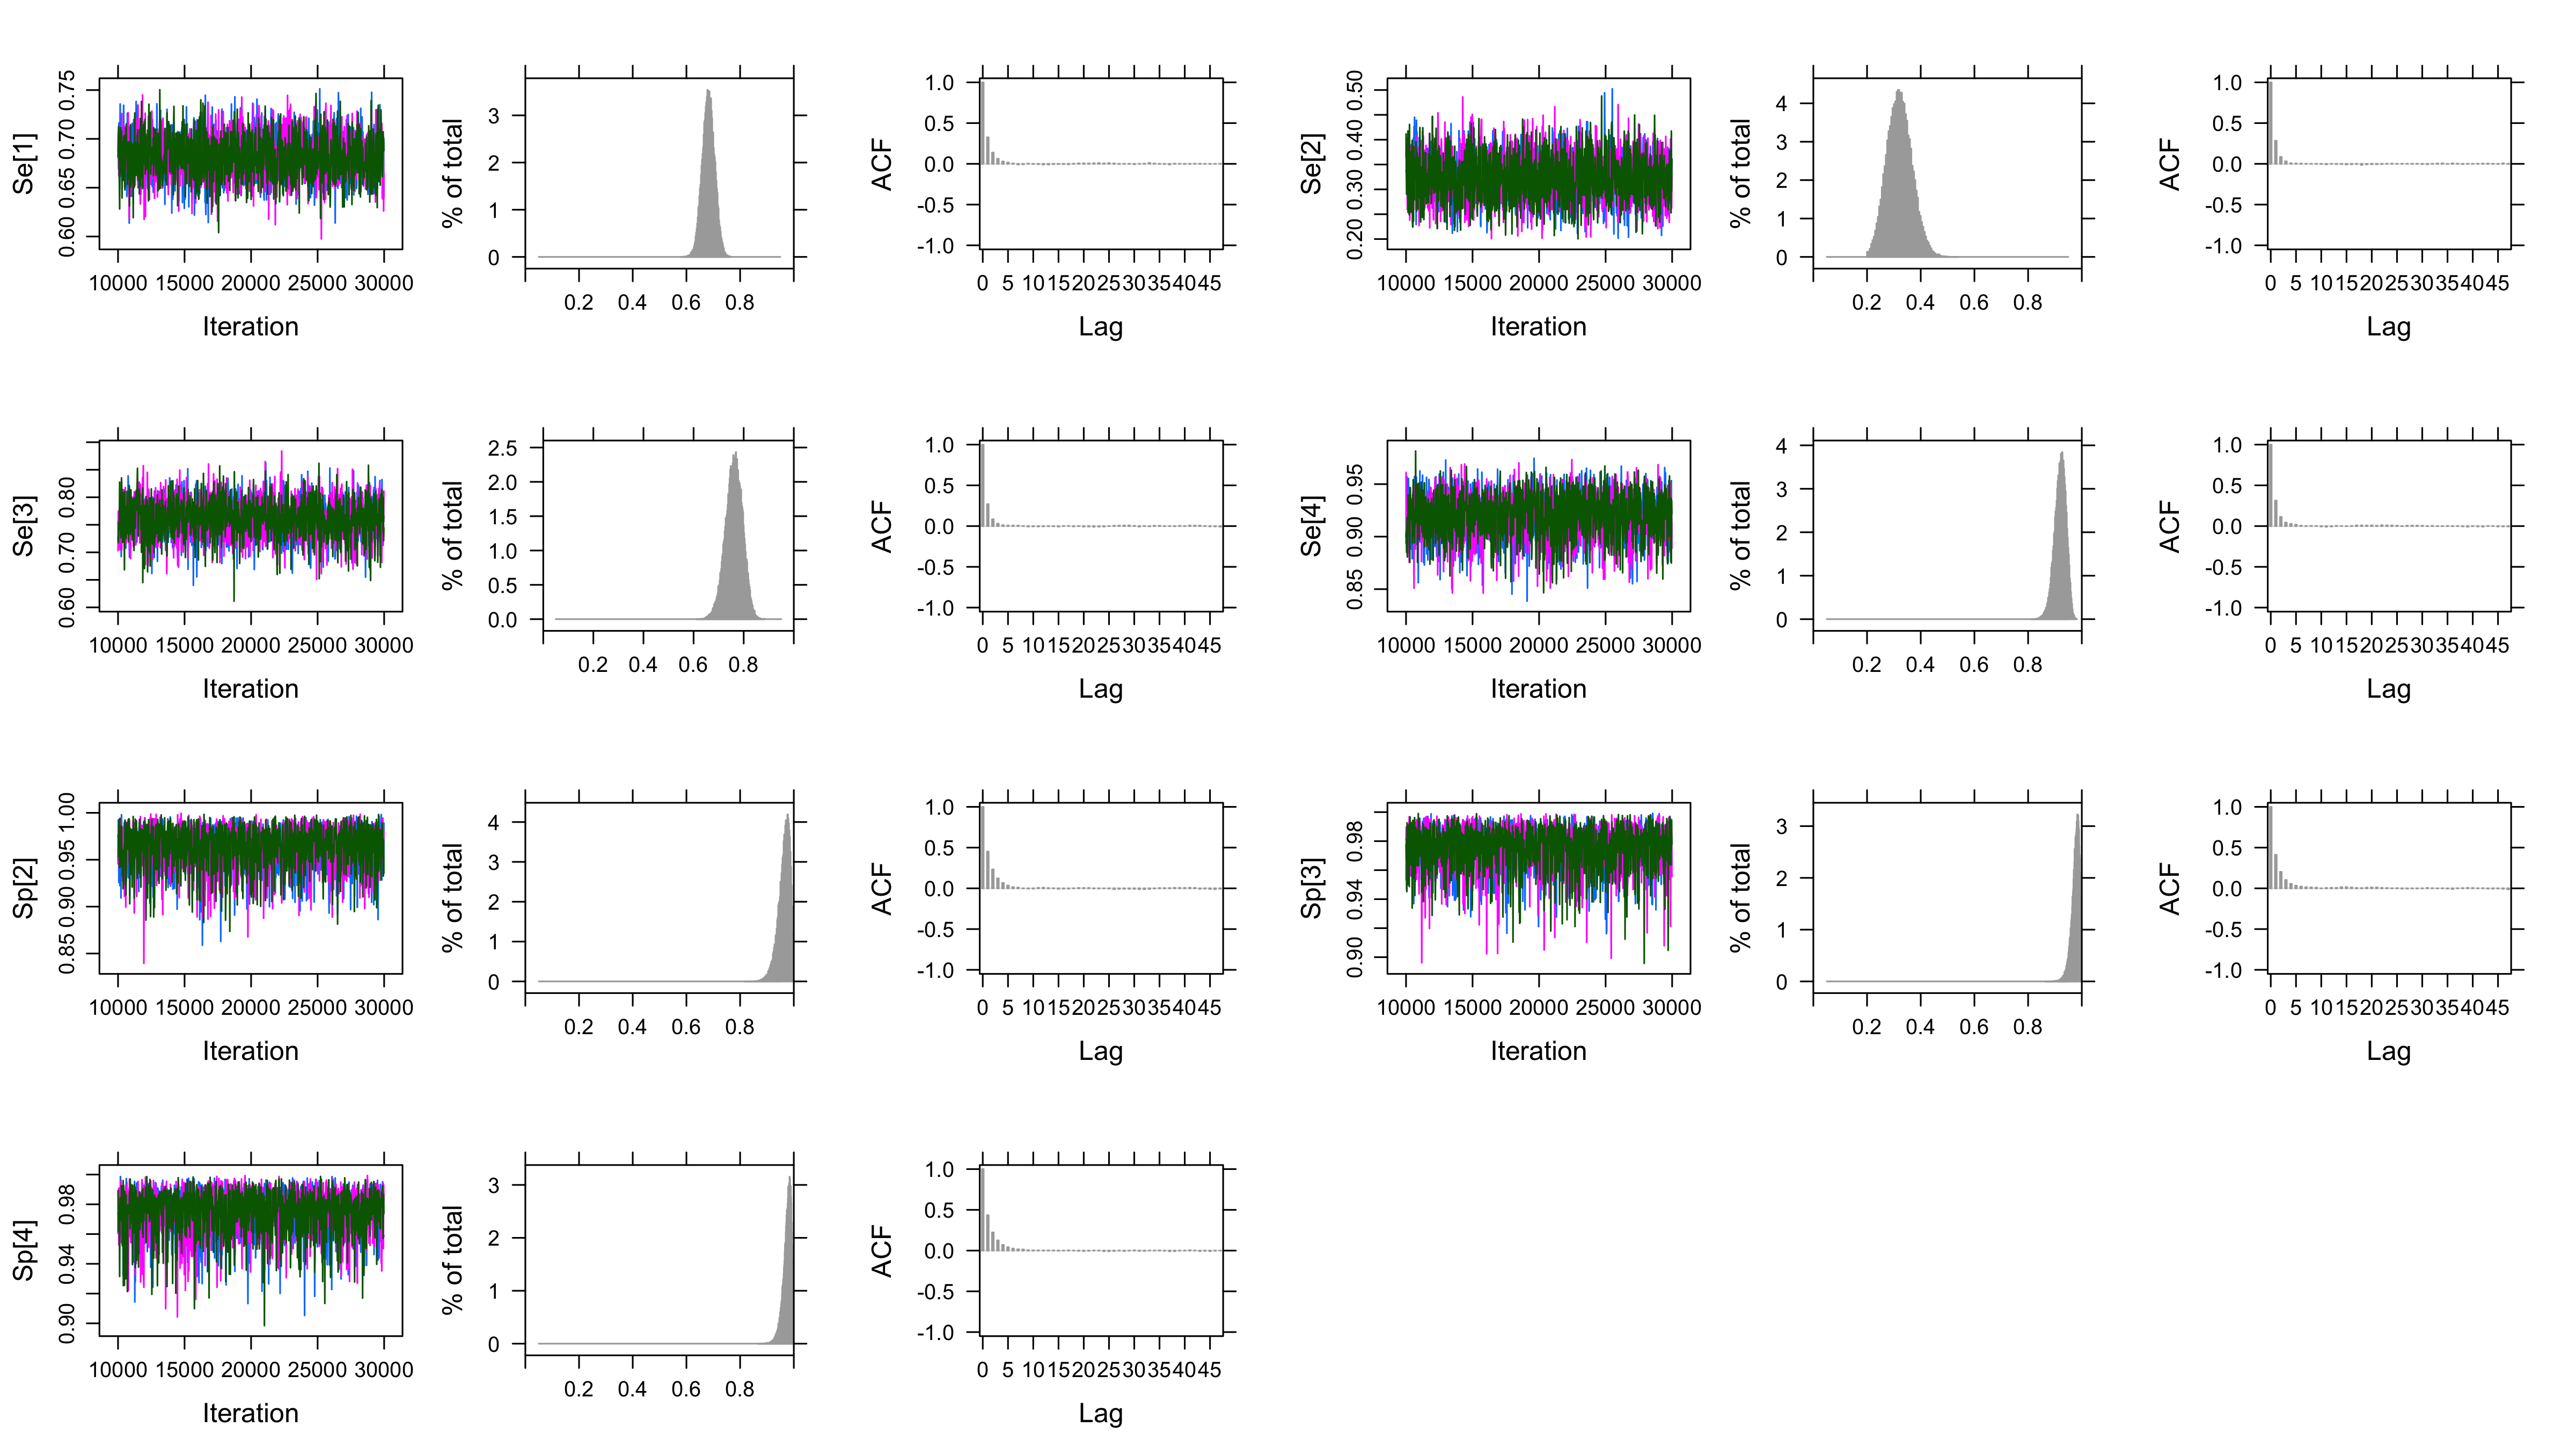 Se[1]
0.60 0.65 0.70 0.75
10000 15000 20000 25000 30000
Iteration
% of total
0 1 2 3
0.2 0.4 0.6 0.8
ACF
1.0 0.5 0.0 -0.5 -1.0
0 5 10 15 20 25 30 35 40 45
Lag
Se[2]
0.20 0.30 0.40 0.50
10000 15000 20000 25000 30000
Iteration
% of total
0 1 2 3 4
0.2 0.4 0.6 0.8
ACF
1.0 0.5 0.0 -0.5 -1.0
0 5 10 15 20 25 30 35 40 45
Lag
Se[3]
0.60 0.70 0.80
10000 15000 20000 25000 30000
Iteration
% of total
0.0 0.5 1.0 1.5 2.0 2.5
0.2 0.4 0.6 0.8
ACF
1.0 0.5 0.0 -0.5 -1.0
0 5 10 15 20 25 30 35 40 45
Lag
Se[4]
0.85 0.90 0.95
10000 15000 20000 25000 30000
Iteration
% of total
0 1 2 3 4
0.2 0.4 0.6 0.8
ACF
1.0 0.5 0.0 -0.5 -1.0
0 5 10 15 20 25 30 35 40 45
Lag
Sp[2]
0.85 0.90 0.95 1.00
10000 15000 20000 25000 30000
Iteration
% of total
0 1 2 3 4
0.2 0.4 0.6 0.8
ACF
1.0 0.5 0.0 -0.5 -1.0
0 5 10 15 20 25 30 35 40 45
Lag
Sp[3]
0.90 0.94 0.98
10000 15000 20000 25000 30000
Iteration
% of total
0 1 2 3
0.2 0.4 0.6 0.8
ACF
1.0 0.5 0.0 -0.5 -1.0
0 5 10 15 20 25 30 35 40 45
Lag
Sp[4]
0.90 0.94 0.98
10000 15000 20000 25000 30000
Iteration
% of total
0 1 2 3
0.2 0.4 0.6 0.8
ACF
1.0 0.5 0.0 -0.5 -1.0
0 5 10 15 20 25 30 35 40 45
Lag